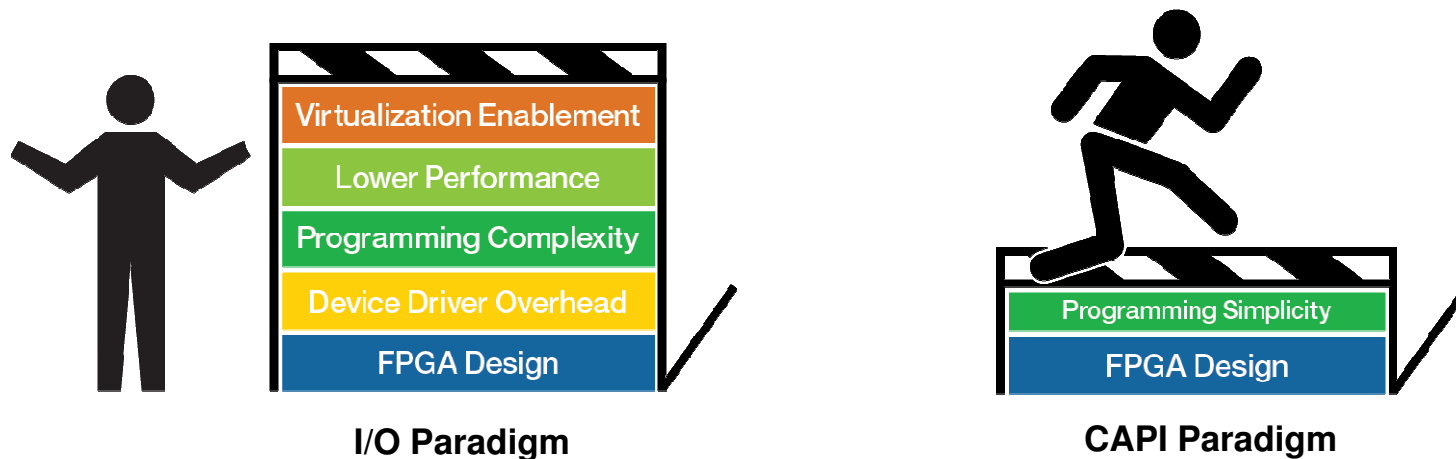 Virtualization Enablement
Lower Performance
Programming Complexity
Device Driver Overhead
FPGA Design
I/O Paradigm
Programming Simplicity
FPGA Design
CAPI Paradigm